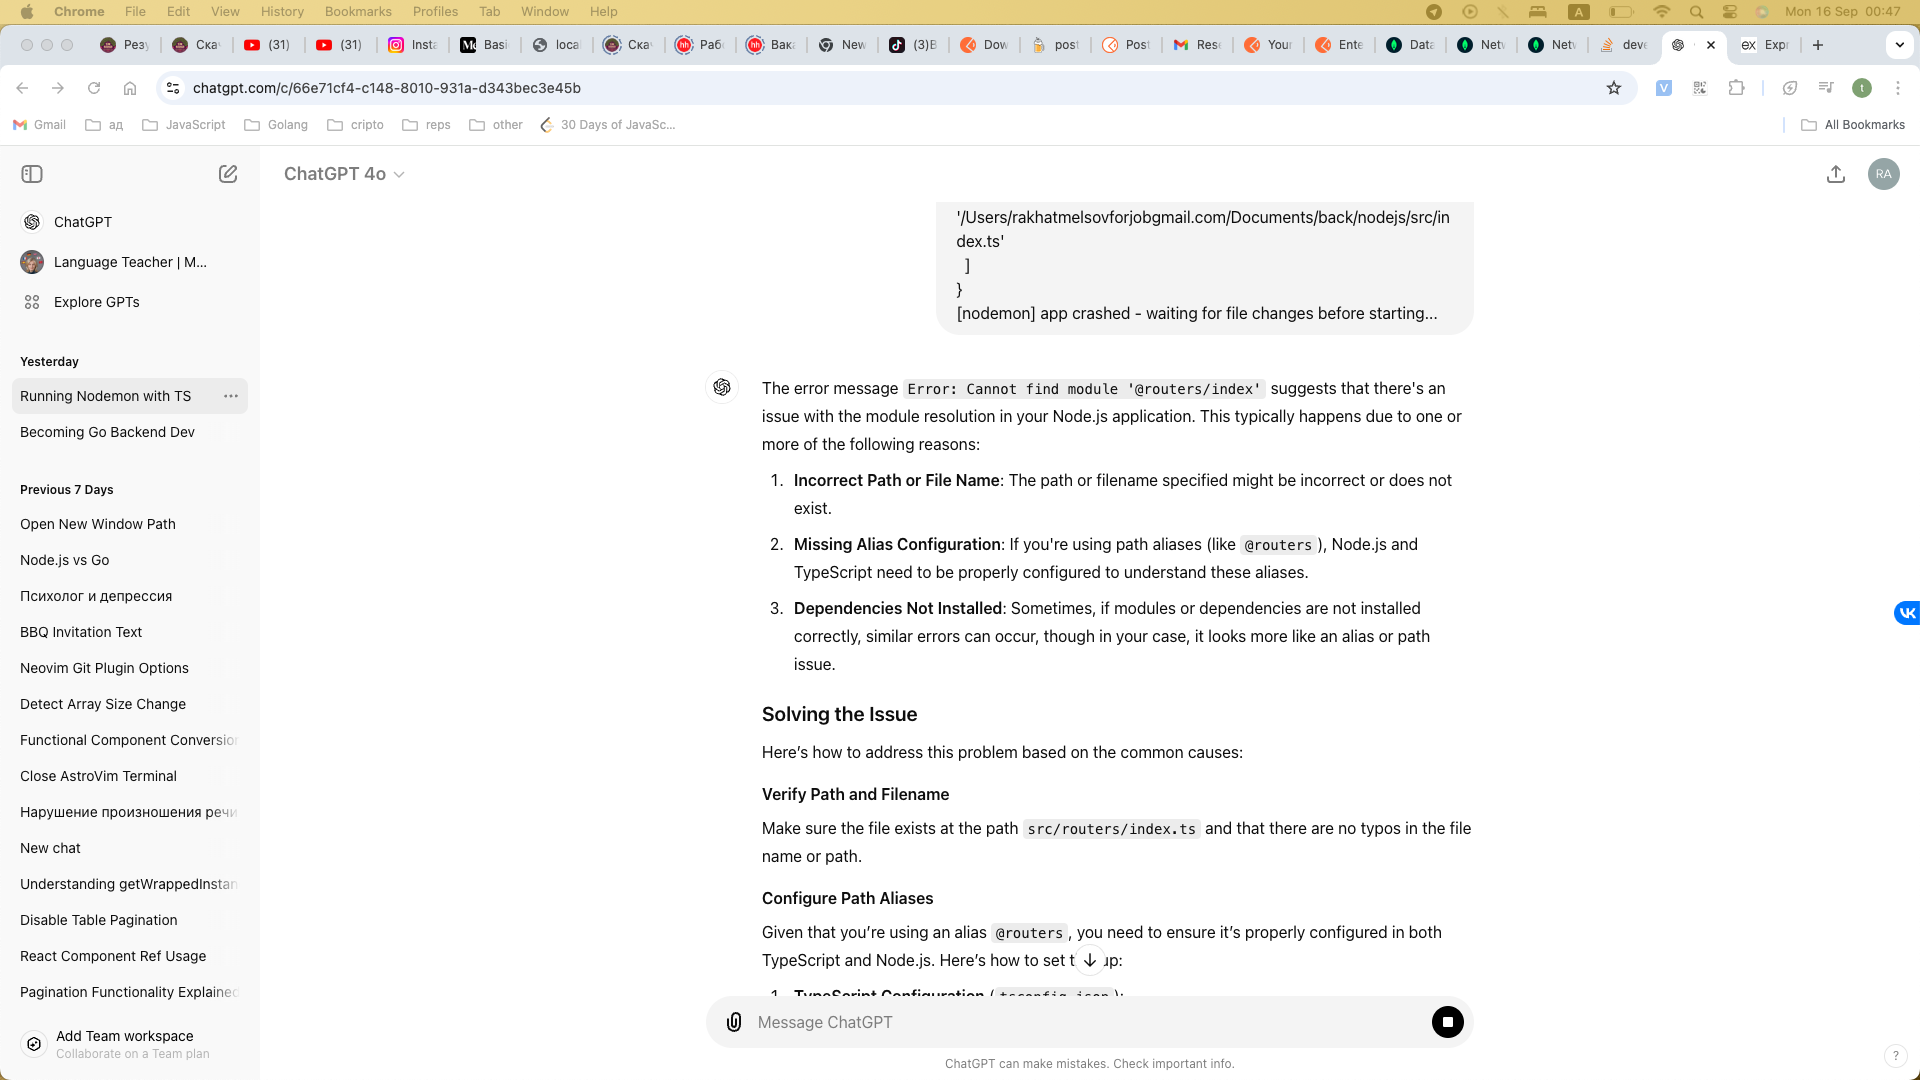 Chrome File Edit View History Bookmarks Profiles Tab Window Help A Mon 16 Sep 00:47
Рез Ска (31) (31) Insta Basi loca Ска Раб Вак New (3)В Dow post Post Rese Your Ente Data Netv Netv deve Expr
chatgpt.com/c/66e71cf4-c148-8010-931a-d343bec3e45b
Gmail ад JavaScript Golang cripto reps other 30 Days of JavaSc... All Bookmarks
ChatGPT 4o
RA
ChatGPT
Language Teacher | M...
Explore GPTs
Yesterday
Running Nodemon with TS
Becoming Go Backend Dev
Previous 7 Days
Open New Window Path
Node.js vs Go
Психолог и депрессия
BBQ Invitation Text
Neovim Git Plugin Options
Detect Array Size Change
Functional Component Conversion
Close AstroVim Terminal
Нарушение произношения речи
New chat
Understanding getWrappedInstan
Disable Table Pagination
React Component Ref Usage
Pagination Functionality Explained
Add Team workspace
Collaborate on a Team plan
'/Users/rakhatmelsovforjobgmail.com/Documents/back/nodejs/src/in
dex.ts'
]
}
[nodemon] app crashed - waiting for file changes before starting...
The error message Error: Cannot find module '@routers/index' suggests that there's an
issue with the module resolution in your Node.js application. This typically happens due to one or
more of the following reasons:
1. Incorrect Path or File Name: The path or filename specified might be incorrect or does not
exist.
2. Missing Alias Configuration: If you're using path aliases (like @routers), Node.js and
TypeScript need to be properly configured to understand these aliases.
3. Dependencies Not Installed: Sometimes, if modules or dependencies are not installed
correctly, similar errors can occur, though in your case, it looks more like an alias or path
issue.
Solving the Issue
Here's how to address this problem based on the common causes:
Verify Path and Filename
Make sure the file exists at the path src/routers/index.ts and that there are no typos in the file
name or path.
Configure Path Aliases
Given that you're using an alias @routers, you need to ensure it's properly configured in both
TypeScript and Node.js. Here's how to set t up:
1. TypeScript Configuration (tsconfig.json):
Message ChatGPT
ChatGPT can make mistakes. Check important info.
?